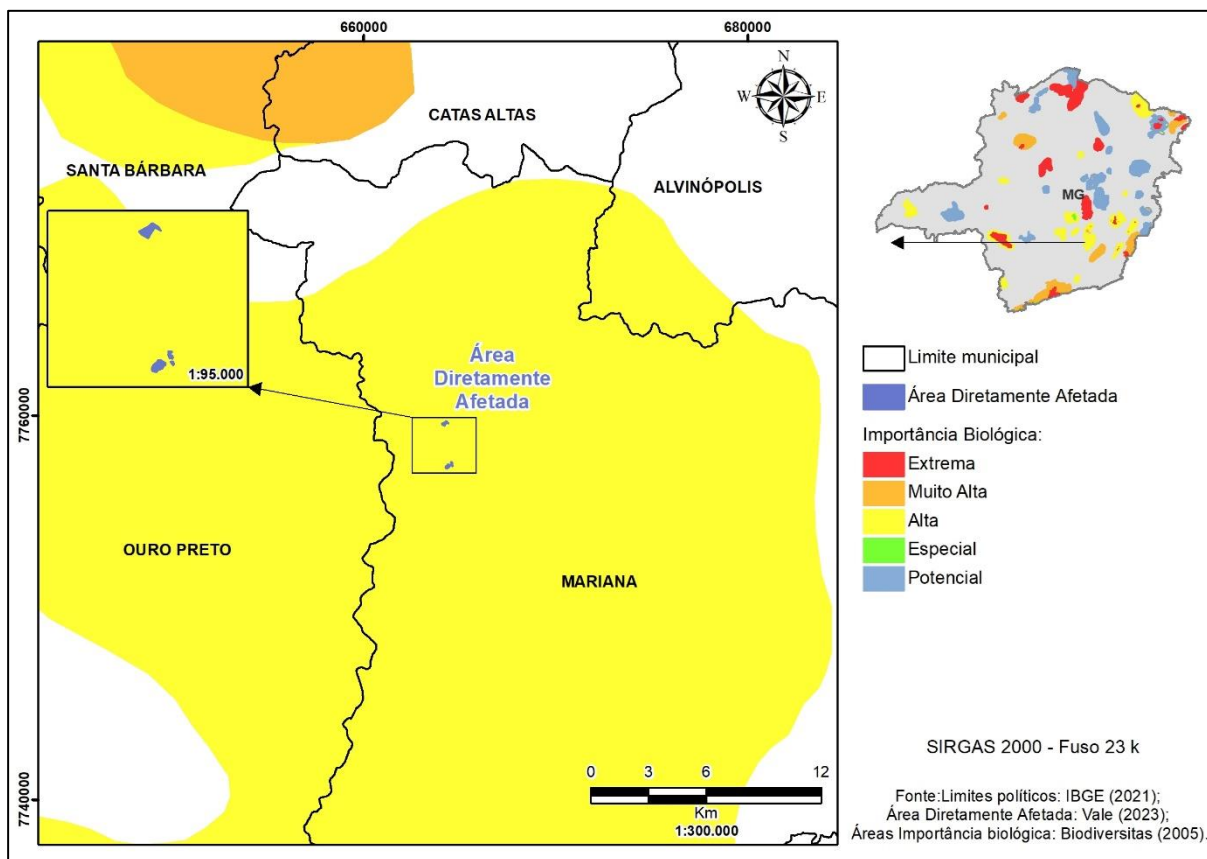 660000
680000
N
W
E
S
CATAS ALTAS
SANTA BÁRBARA
ALVINÓPOLIS
MG
1:95.000
Área
Diretamente
Afetada
7760000
OURO PRETO
MARIANA
7740000
0 3 6 12
Km
1:300.000
Limite municipal
Área Diretamente Afetada
Importância Biológica:
Extrema
Muito Alta
Alta
Especial
Potencial
SIRGAS 2000 - Fuso 23 k
Fonte:Limites políticos: IBGE (2021);
Área Diretamente Afetada: Vale (2023);
Áreas Importância biológica: Biodiversitas (2005).